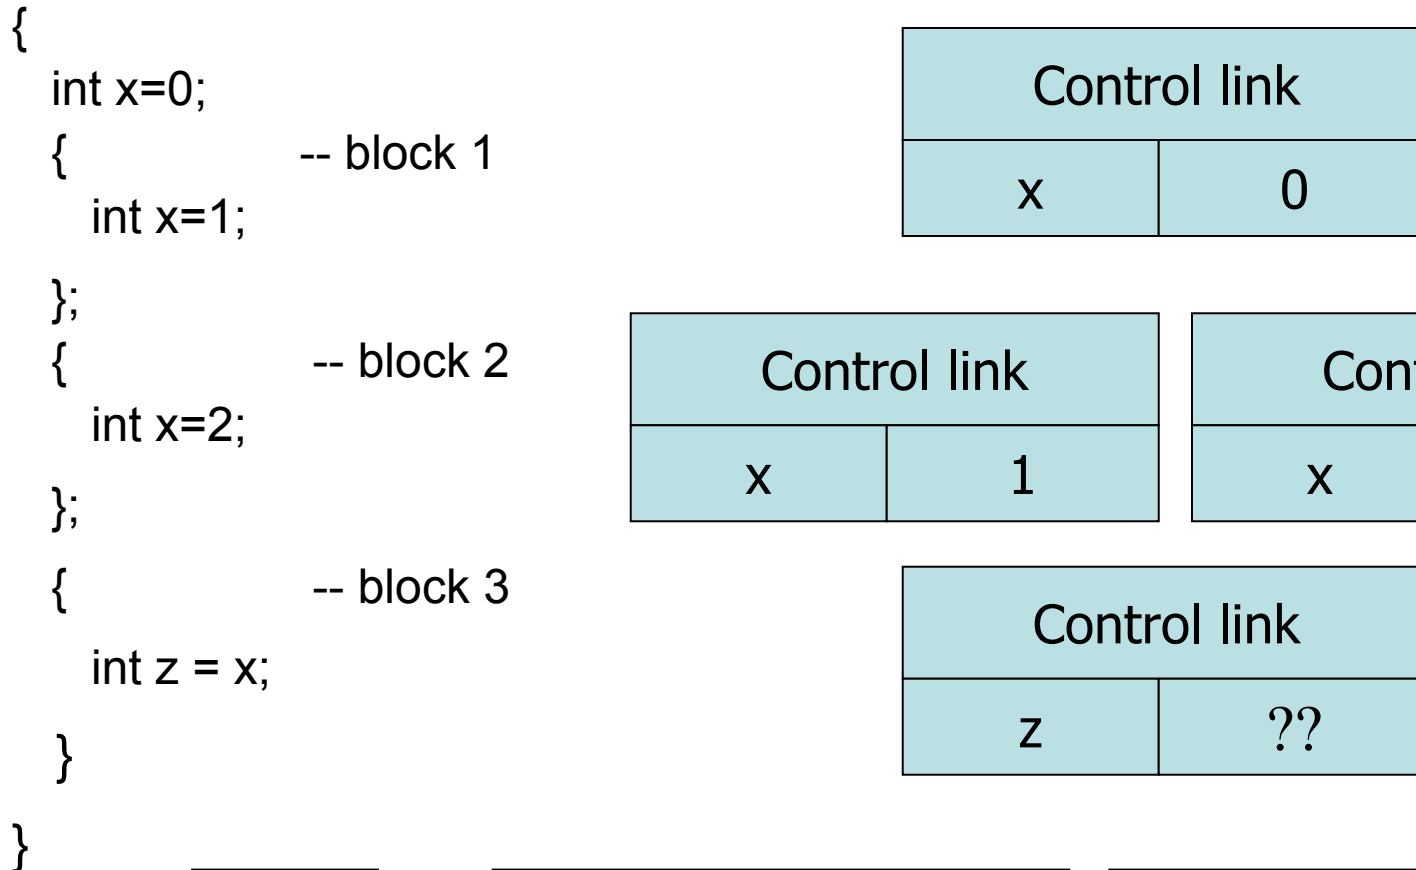 {
int x=0;
{ -- block 1
int x=1;
};
{ -- block 2
int x=2;
};
{ -- block 3
int z = x;
}
}
Control link
x 0
Control link
x 1
x
Control link
z ??